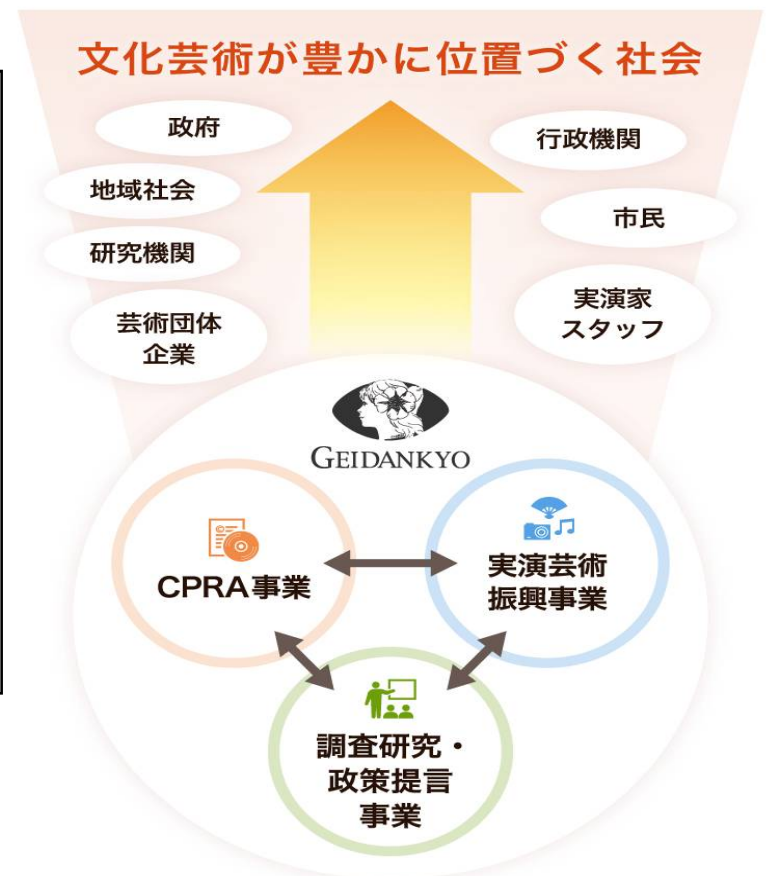 文化芸術が豊かに位置づく社会
政府
行政機関
地域社会
市民
研究機関
実演家
スタッフ
芸術団体
企業
GEIDANKYO
CPRA事業
実演芸術
振興事業
調査研究・
政策提言
事業